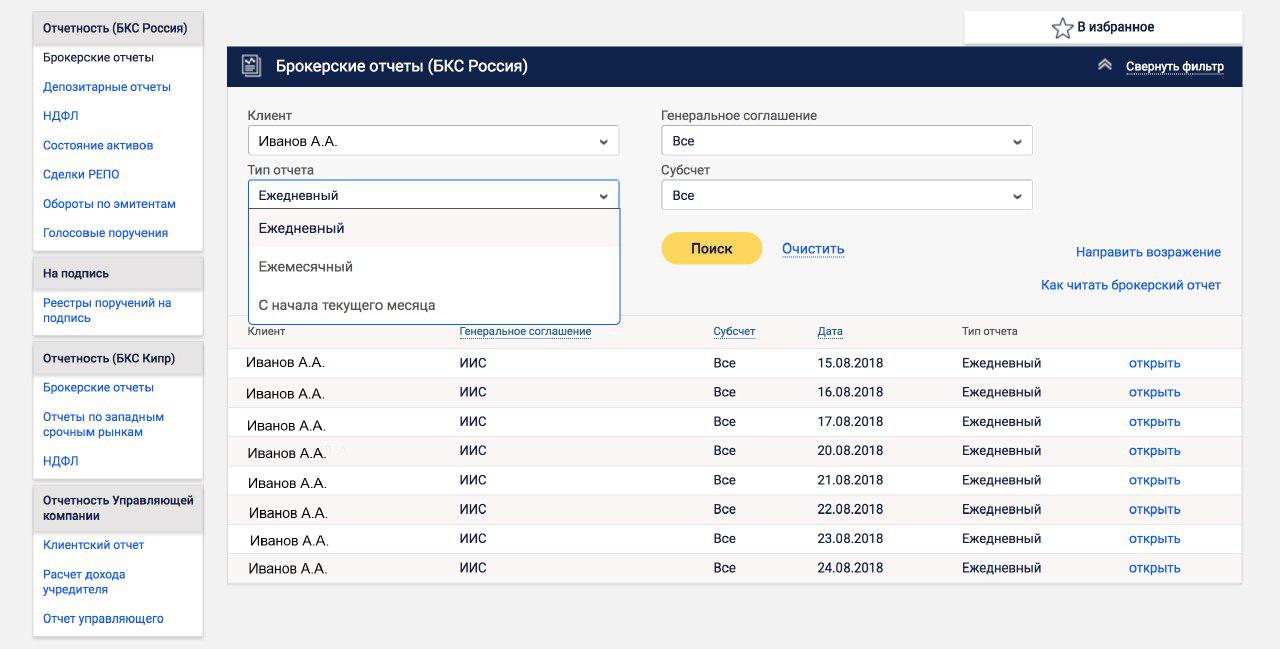 Отчетность (БКС Россия)
Брокерские отчеты
Депозитарные отчеты
НДФЛ
Состояние активов
Сделки РЕПО
Обороты по эмитентам
Голосовые поручения
На подпись
Реестры поручений на
подпись
Отчетность (БКС Кипр)
Брокерские отчеты
Отчеты по западным
срочным рынкам
НДФЛ
Отчетность Управляющей
компании
Клиентский отчет
Расчет дохода
учредителя
Отчет управляющего
В избранное
Брокерские отчеты (БКС Россия)
Свернуть фильтр
Клиент
Генеральное соглашение
Иванов А.А.
Все
Тип отчета
Субсчет
Ежедневный
Все
Ежедневный
Ежемесячный
С начала текущего месяца
Поиск
Очистить
Направить возражение
Как читать брокерский отчет
Клиент Генеральное соглашение Субсчет Дата Тип отчета
Иванов А.А. ИИС Все 15.08.2018 Ежедневный открыть
Иванов А.А. ИИС Все 16.08.2018 Ежедневный открыть
Иванов А.А. ИИС Все 17.08.2018 Ежедневный открыть
Иванов А.А. ИИС Все 20.08.2018 Ежедневный открыть
Иванов А.А. ИИС Все 21.08.2018 Ежедневный открыть
Иванов А.А. ИИС Все 22.08.2018 Ежедневный открыть
Иванов А.А. ИИС Все 23.08.2018 Ежедневный открыть
Иванов А.А. ИИС Все 24.08.2018 Ежедневный открыть